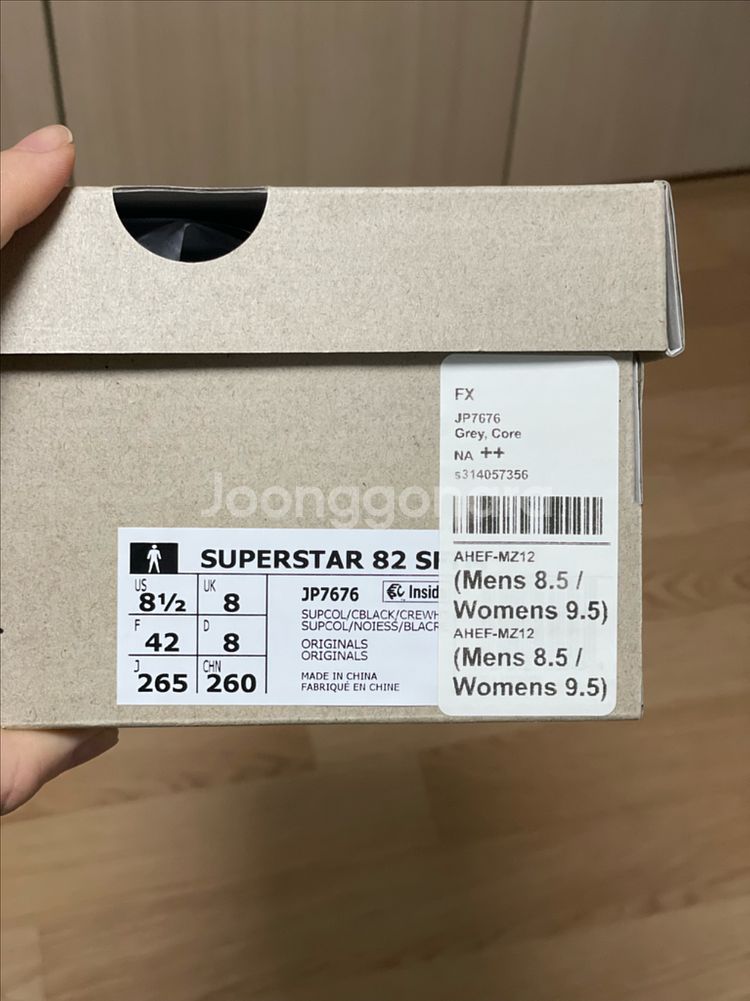 FX
JP7676
Grey, Core
NA ++
s314057356
Joonggonara
AHEF-MZ12
(Mens 8.5 /
Womens 9.5)
AHEF-MZ12
(Mens 8.5 /
Womens 9.5)
SUPERSTAR 82
US 8½ UK 8
F 42 D 8
J 265 CHN 260
JP7676
SUPCOL/CBLACK/CREWH
SUPCOL/NOIESS/BLACK
ORIGINALS
ORIGINALS
MADE IN CHINA
FABRIQUÉ EN CHINE